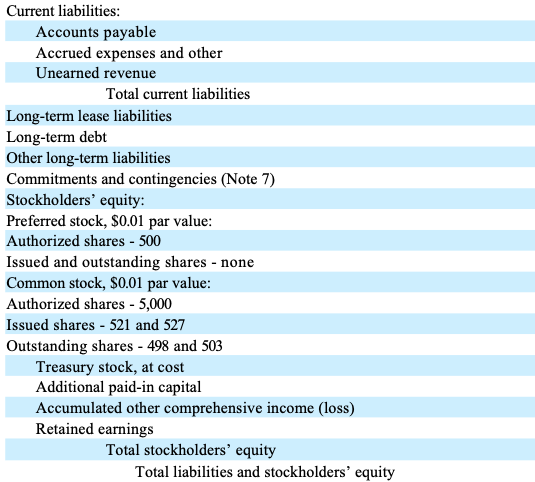 Current liabilities:
Accounts payable
Accrued expenses and other
Unearned revenue
Total current liabilities
Long-term lease liabilities
Long-term debt
Other long-term liabilities
Commitments and contingencies (Note 7)
Stockholders’ equity:
Preferred stock, $0.01 par value:
Authorized shares - 500
Issued and outstanding shares - none
Common stock, $0.01 par value:
Authorized shares - 5,000
Issued shares - 521 and 527
Outstanding shares - 498 and 503
Treasury stock, at cost
Additional paid-in capital
Accumulated other comprehensive income (loss)
Retained earnings
Total stockholders’ equity
Total liabilities and stockholders’ equity